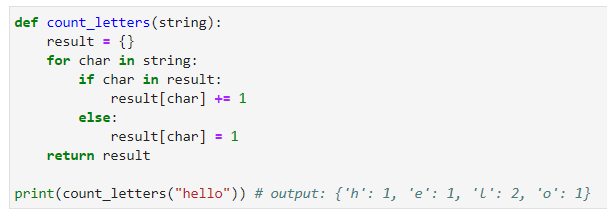 def count_letters(string):
    result = {}
    for char in string:
        if char in result:
            result[char] += 1
        else:
            result[char] = 1
    return result

print(count_letters("hello")) # output: {'h': 1, 'e': 1, 'l': 2, 'o': 1}